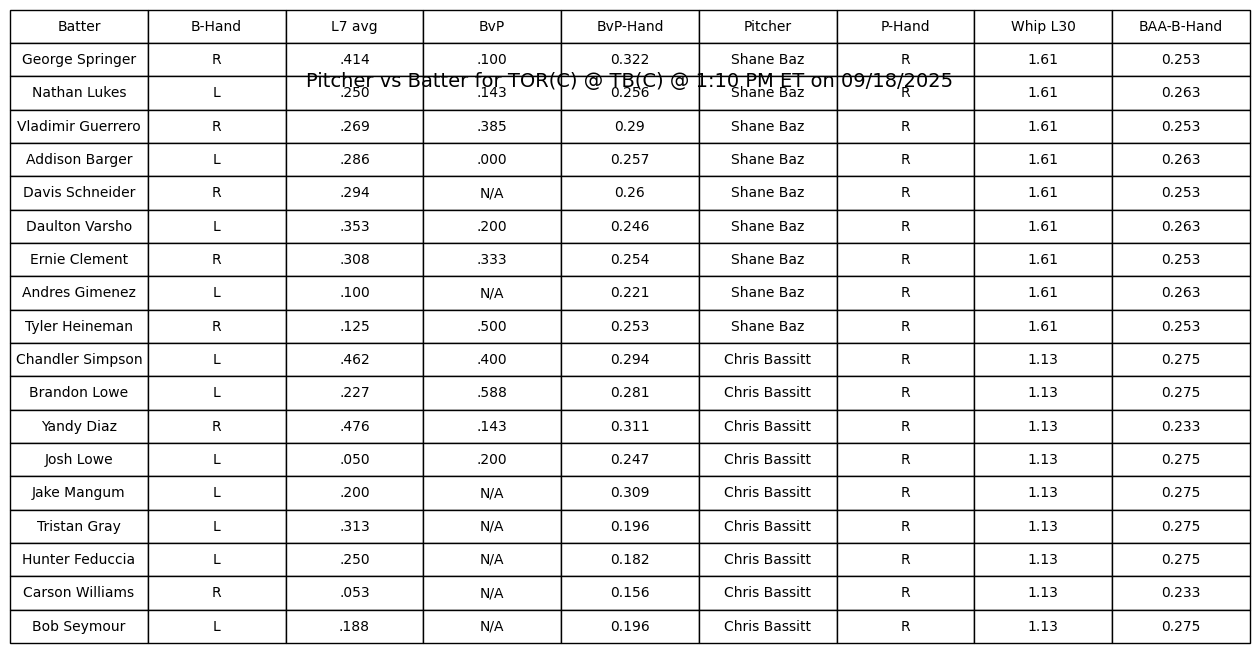 Batter B-Hand L7 avg BvP BvP-Hand Pitcher P-Hand Whip L30 BAA-B-Hand
George Springer R .414 .100 0.322 Shane Baz R 1.61 0.253
Pitcher vs Batter for TOR(C) @ TB(C) @ 1:10 PM ET on 09/18/2025
Nathan Lukes L .250 .143 0.256 Shane Baz R 1.61 0.263
Vladimir Guerrero R .269 .385 0.29 Shane Baz R 1.61 0.253
Addison Barger L .286 .000 0.257 Shane Baz R 1.61 0.263
Davis Schneider R .294 N/A 0.26 Shane Baz R 1.61 0.253
Daulton Varsho L .353 .200 0.246 Shane Baz R 1.61 0.263
Ernie Clement R .308 .333 0.254 Shane Baz R 1.61 0.253
Andres Gimenez L .100 N/A 0.221 Shane Baz R 1.61 0.263
Tyler Heineman R .125 .500 0.253 Shane Baz R 1.61 0.253
Chandler Simpson L .462 .400 0.294 Chris Bassitt R 1.13 0.275
Brandon Lowe L .227 .588 0.281 Chris Bassitt R 1.13 0.275
Yandy Diaz R .476 .143 0.311 Chris Bassitt R 1.13 0.233
Josh Lowe L .050 .200 0.247 Chris Bassitt R 1.13 0.275
Jake Mangum L .200 N/A 0.309 Chris Bassitt R 1.13 0.275
Tristan Gray L .313 N/A 0.196 Chris Bassitt R 1.13 0.275
Hunter Feduccia L .250 N/A 0.182 Chris Bassitt R 1.13 0.275
Carson Williams R .053 N/A 0.156 Chris Bassitt R 1.13 0.233
Bob Seymour L .188 N/A 0.196 Chris Bassitt R 1.13 0.275